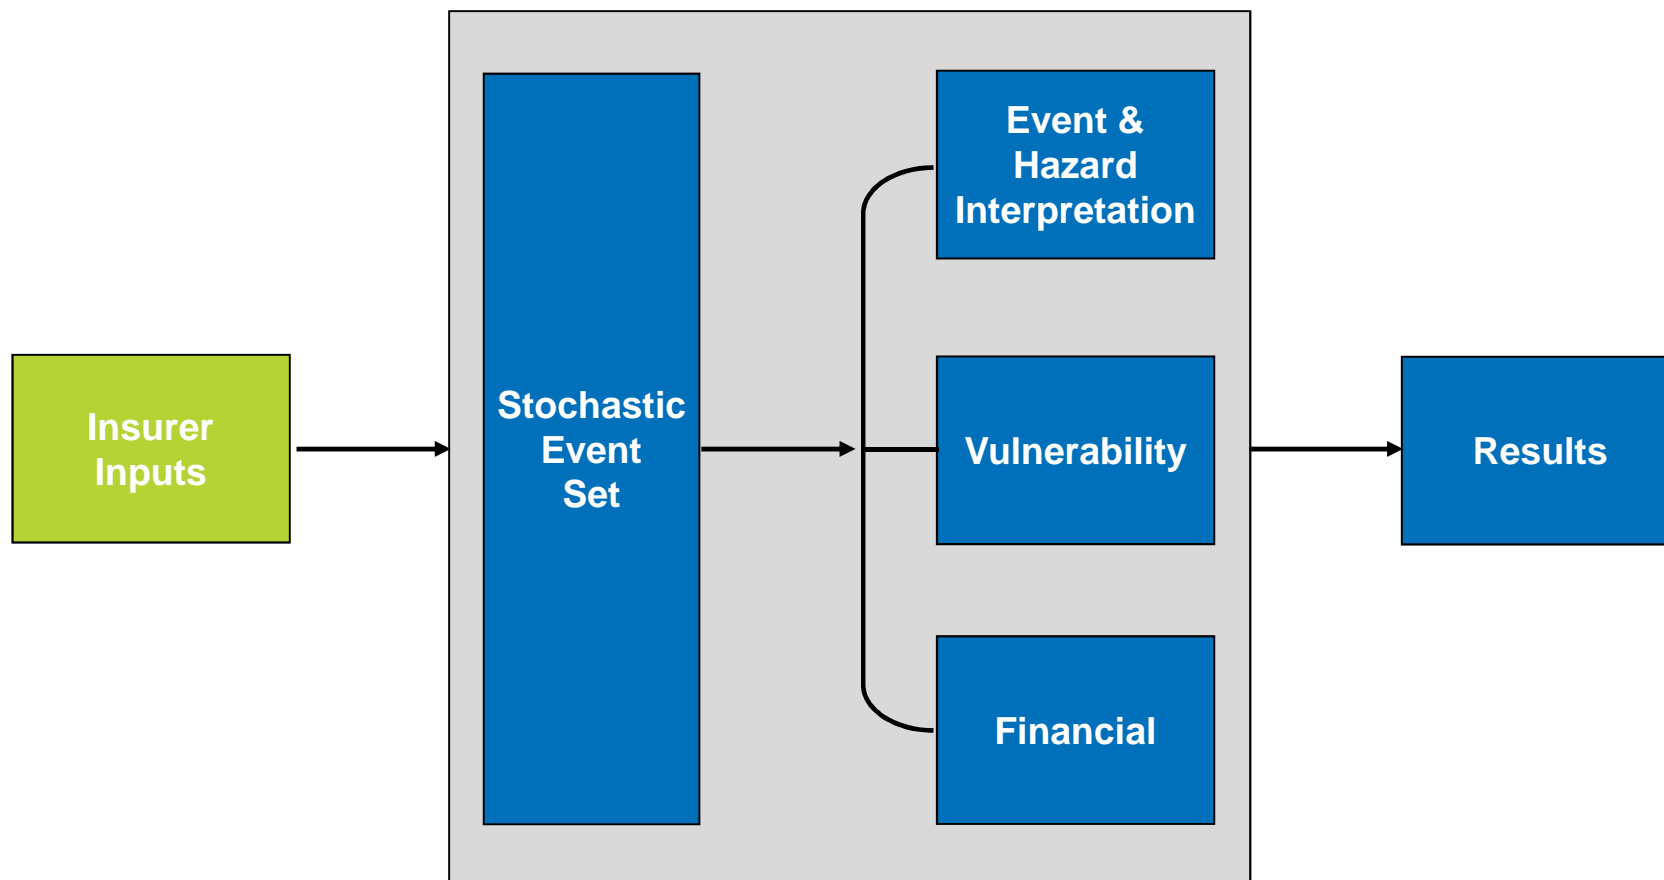 Insurer
Inputs
Stochastic
Event
Set
Event &
Hazard
Interpretation
Vulnerability
Financial
Results